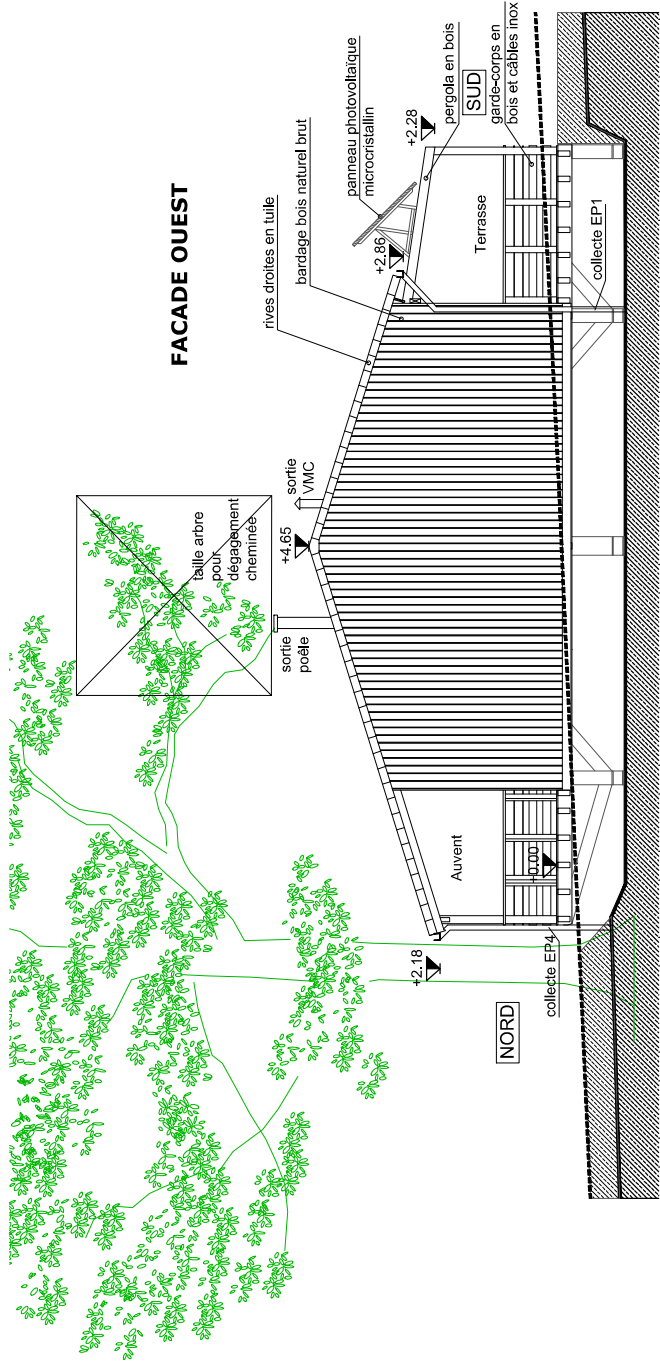 FACADE OUEST
taille arbre
pour
dégagement
cheminée
rives droites en tuile
bardage bois naturel brut
panneau photovoltaïque
microcristallin
sortie
poële
+4.65
sortie
VMC
+2.86
+2.28
pergola en bois
SUD
garde-corps en
bois et câbles inox
+2.18
NORD
Auvent
Terrasse
+0.00
collecte EP4
collecte EP1